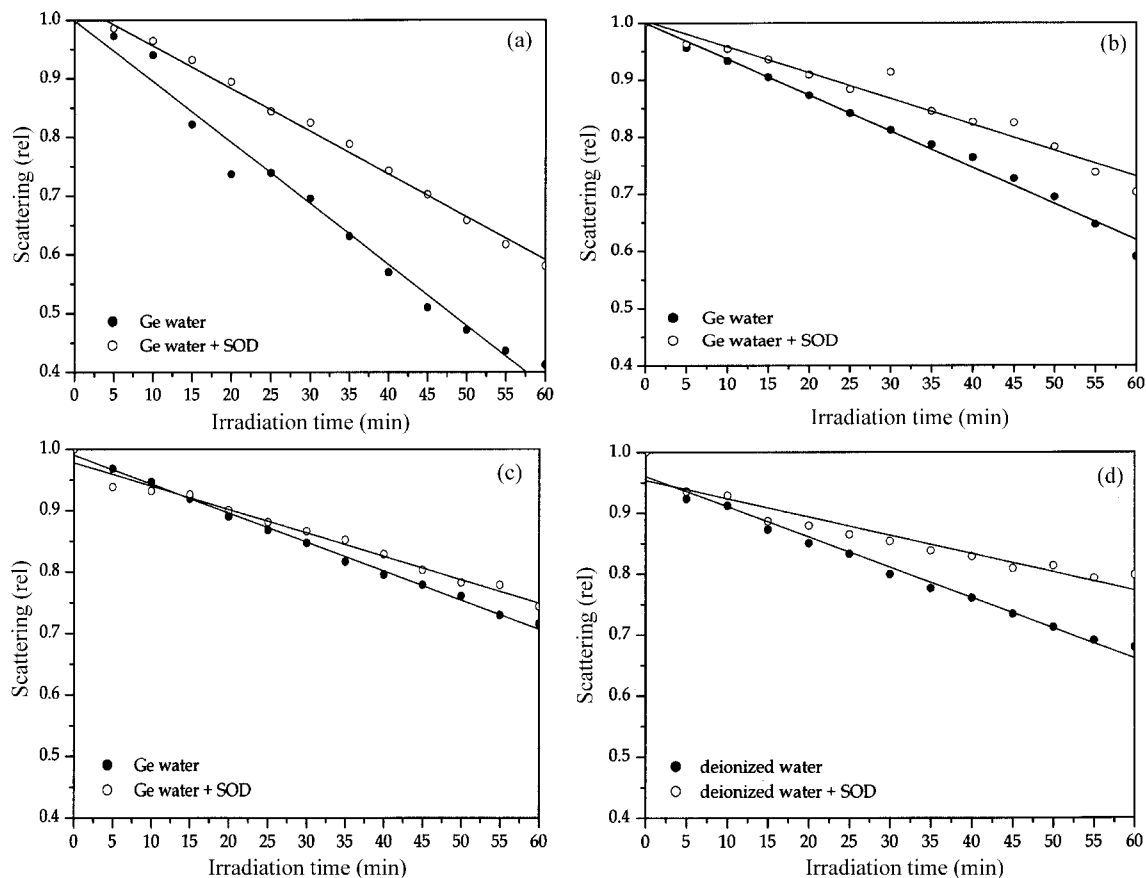 (a)
Scattering (rel)
1.0
0.9
0.8
0.7
0.6
0.5
0.4
Ge water
Ge water + SOD
0 5 10 15 20 25 30 35 40 45 50 55 60
Irradiation time (min)
(b)
Scattering (rel)
1.0
0.9
0.8
0.7
0.6
0.5
0.4
Ge water
Ge wataer + SOD
0 5 10 15 20 25 30 35 40 45 50 55 60
Irradiation time (min)
(c)
Scattering (rel)
1.0
0.9
0.8
0.7
0.6
0.5
0.4
Ge water
Ge water + SOD
0 5 10 15 20 25 30 35 40 45 50 55 60
Irradiation time (min)
(d)
Scattering (rel)
1.0
0.9
0.8
0.7
0.6
0.5
0.4
deionized water
deionized water + SOD
0 5 10 15 20 25 30 35 40 45 50 55 60
Irradiation time (min)